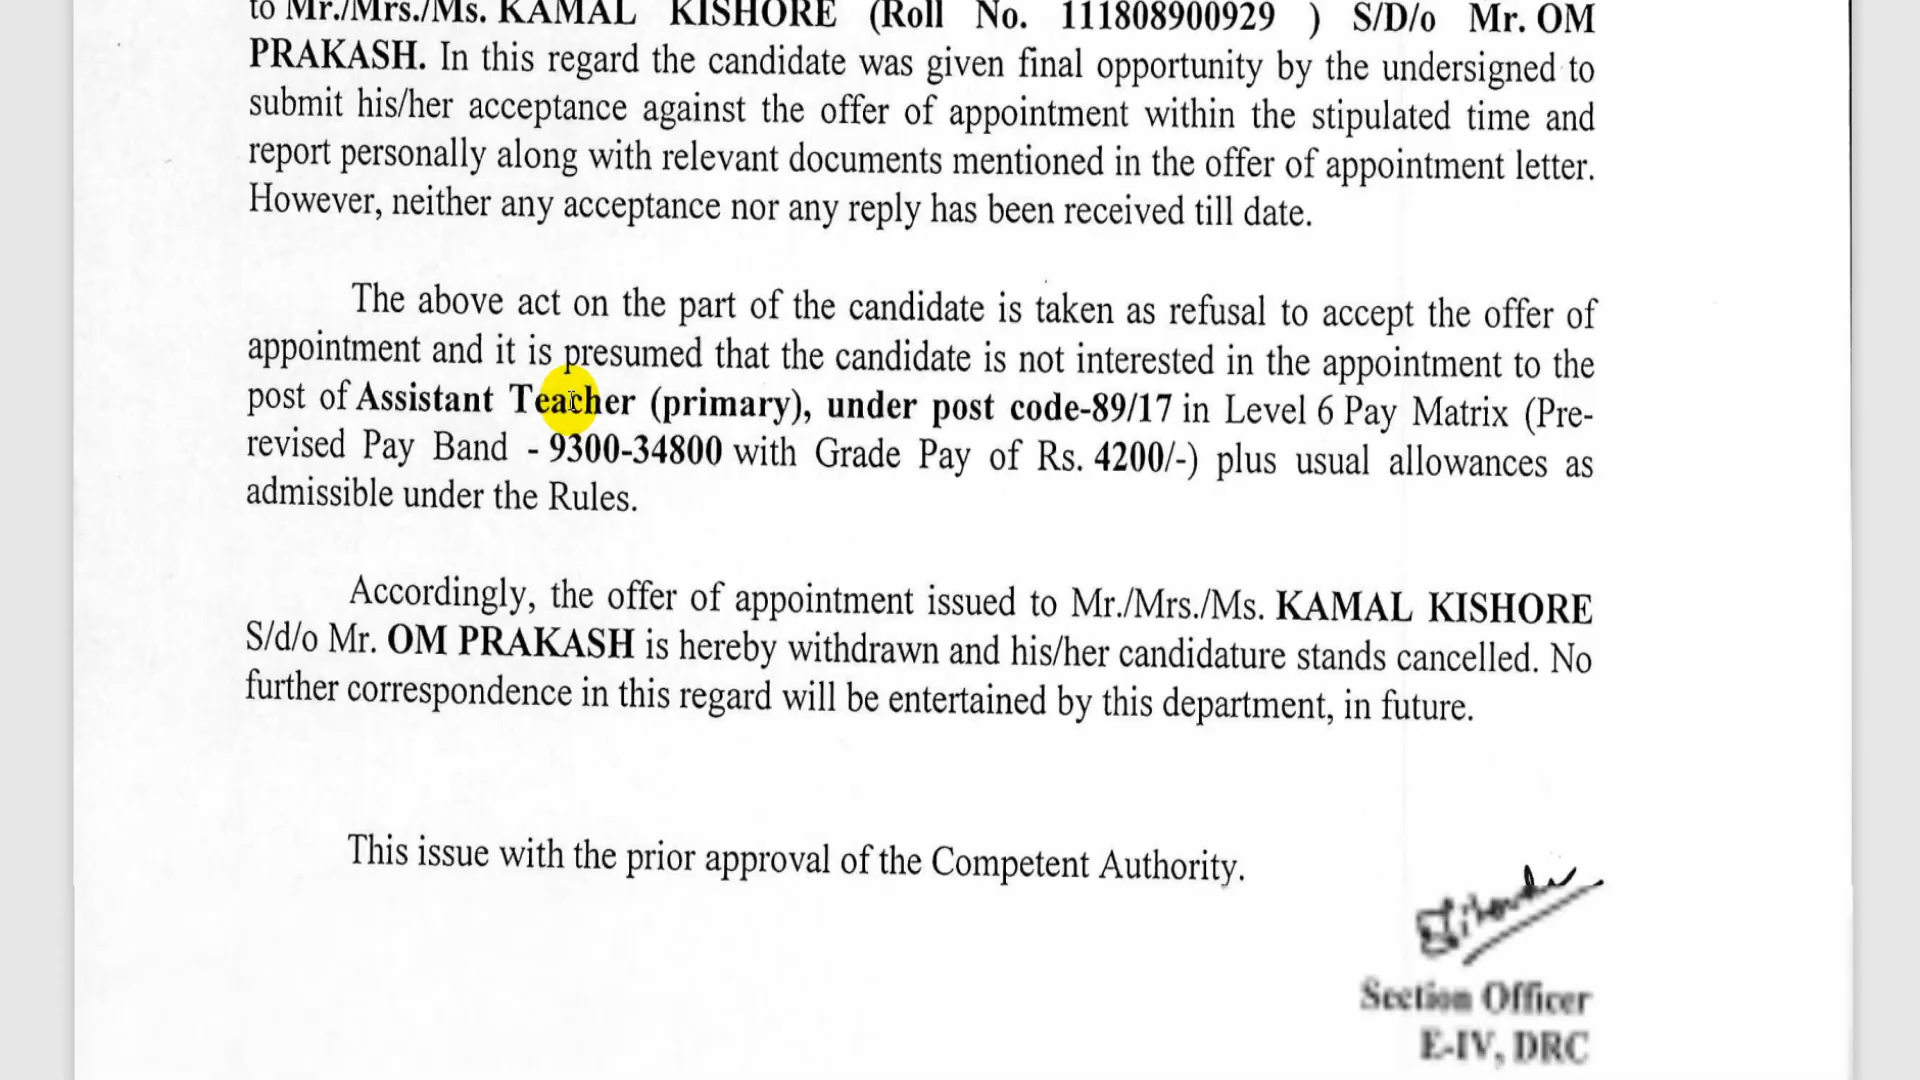 to Mr./Mrs./Ms. KAMAL KISHORE (Roll No. 111808900929 ) S/D/o Mr. OM
PRAKASH. In this regard the candidate was given final opportunity by the undersigned to
submit his/her acceptance against the offer of appointment within the stipulated time and
report personally along with relevant documents mentioned in the offer of appointment letter.
However, neither any acceptance nor any reply has been received till date.
The above act on the part of the candidate is taken as refusal to accept the offer of
appointment and it is presumed that the candidate is not interested in the appointment to the
post of Assistant Teacher (primary), under post code-89/17 in Level 6 Pay Matrix (Pre-
revised Pay Band - 9300-34800 with Grade Pay of Rs. 4200/-) plus usual allowances as
admissible under the Rules.
Accordingly, the offer of appointment issued to Mr./Mrs./Ms. KAMAL KISHORE
S/d/o Mr. OM PRAKASH is hereby withdrawn and his/her candidature stands cancelled. No
further correspondence in this regard will be entertained by this department, in future.
This issue with the prior approval of the Competent Authority.
Section Officer
E-IV, DRC